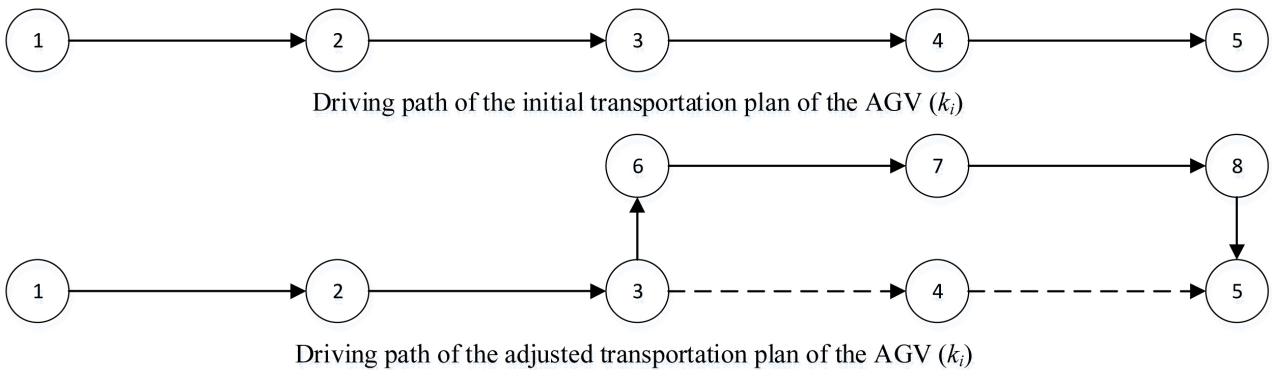 1 2 3 4 5
Driving path of the initial transportation plan of the AGV (ki)
6 7 8
1 2 3 4 5
Driving path of the adjusted transportation plan of the AGV (ki)